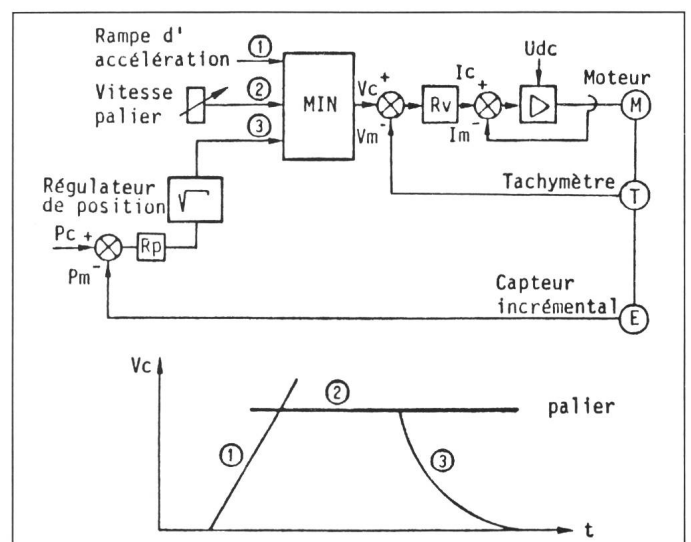 Rampe d'
accélération
①
Vitesse
palier
②
③
MIN
Vc +
Vm -
Rv
Ic +
Im -
Udc
Moteur
M
Tachymètre
T
Régulateur
de position
√
Pc +
Pm -
Rp
Capteur
incrémental
E
Vc
①
②
③
palier
t